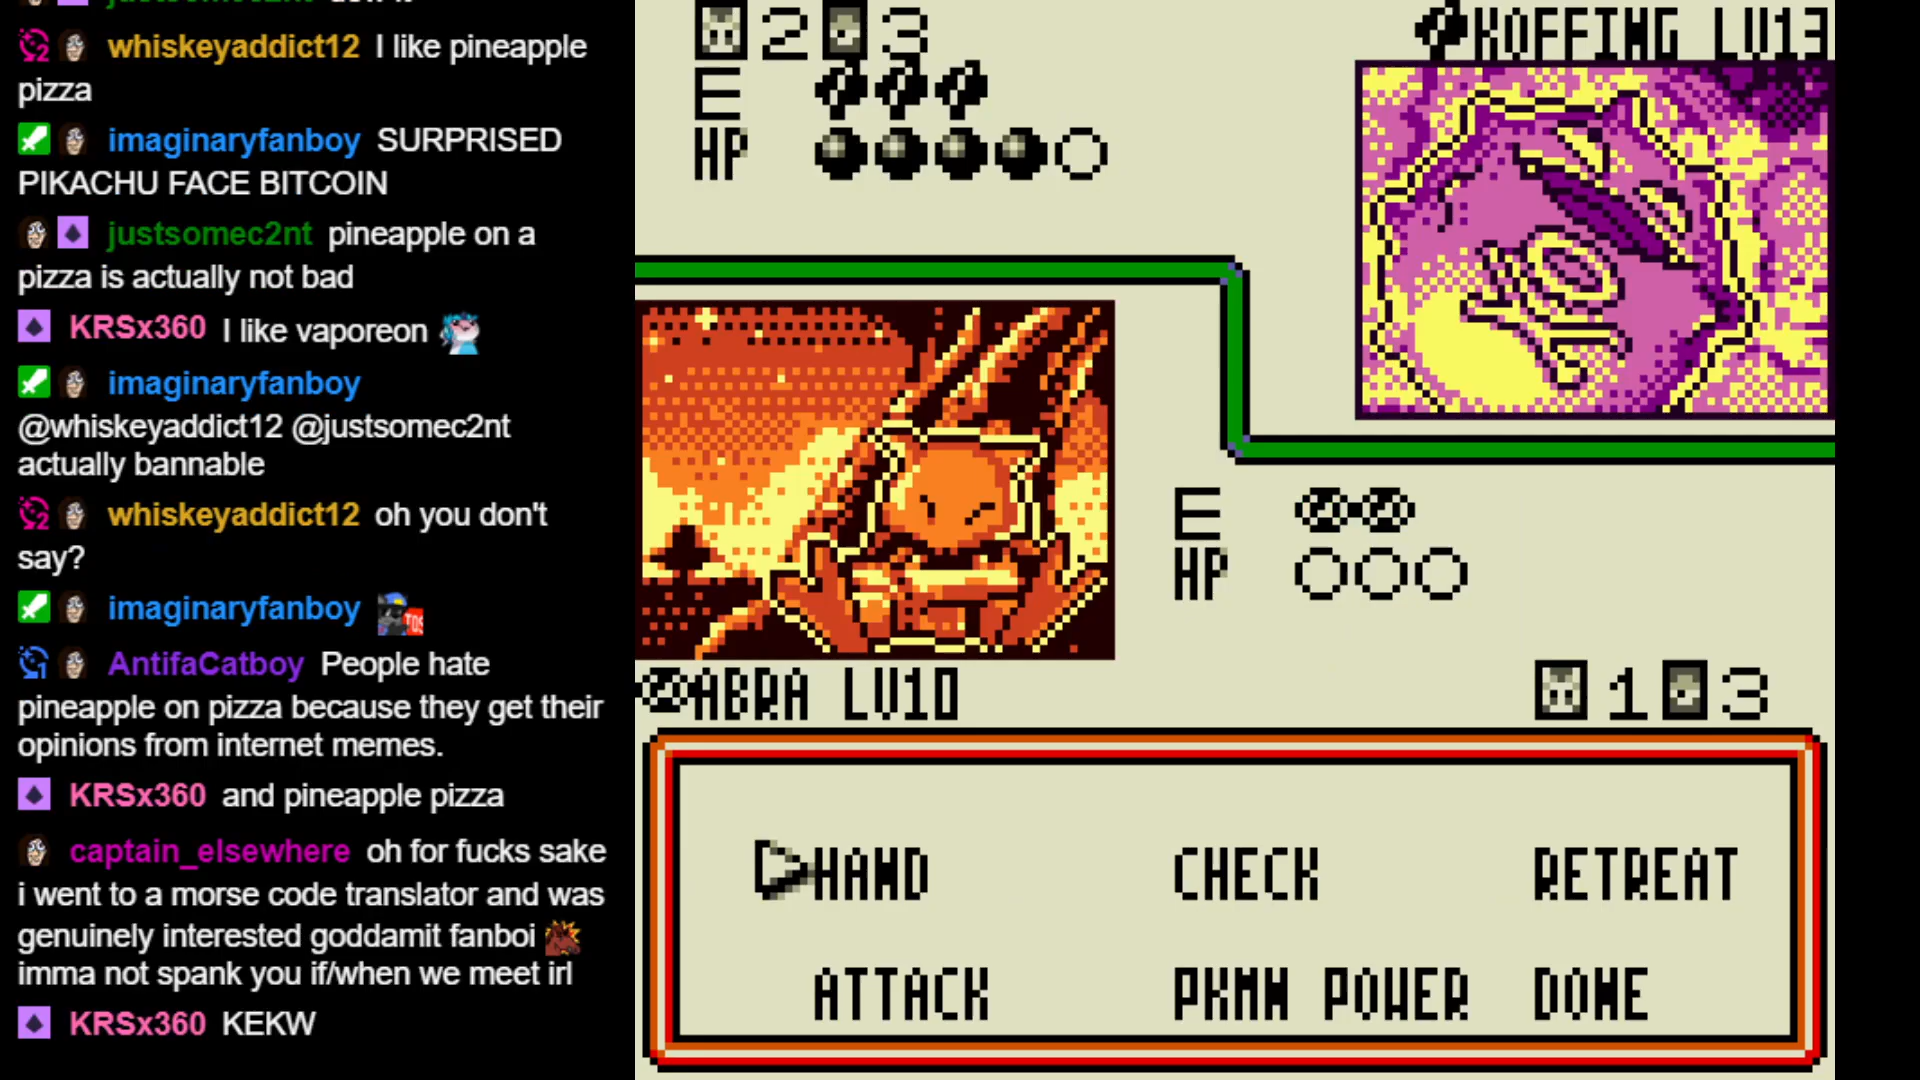 whiskeyaddict12 I like pineapple
pizza
imaginaryfanboy SURPRISED
PIKACHU FACE BITCOIN
justsomec2nt pineapple on a
pizza is actually not bad
KRSx360 I like vaporeon
imaginaryfanboy
@whiskeyaddict12 @justsomec2nt
actually bannable
whiskeyaddict12 oh you don't
say?
imaginaryfanboy
TOS
AntifaCatboy People hate
pineapple on pizza because they get their
opinions from internet memes.
KRSx360 and pineapple pizza
captain_elsewhere oh for fucks sake
i went to a morse code translator and was
genuinely interested goddamit fanboi
imma not spank you if/when we meet irl
KRSx360 KEKW
2 3
KOFFING LV13
E
HP
E
HP
ABRA LV10
1 3
HAND CHECK RETREAT
ATTACK PKMN POWER DONE